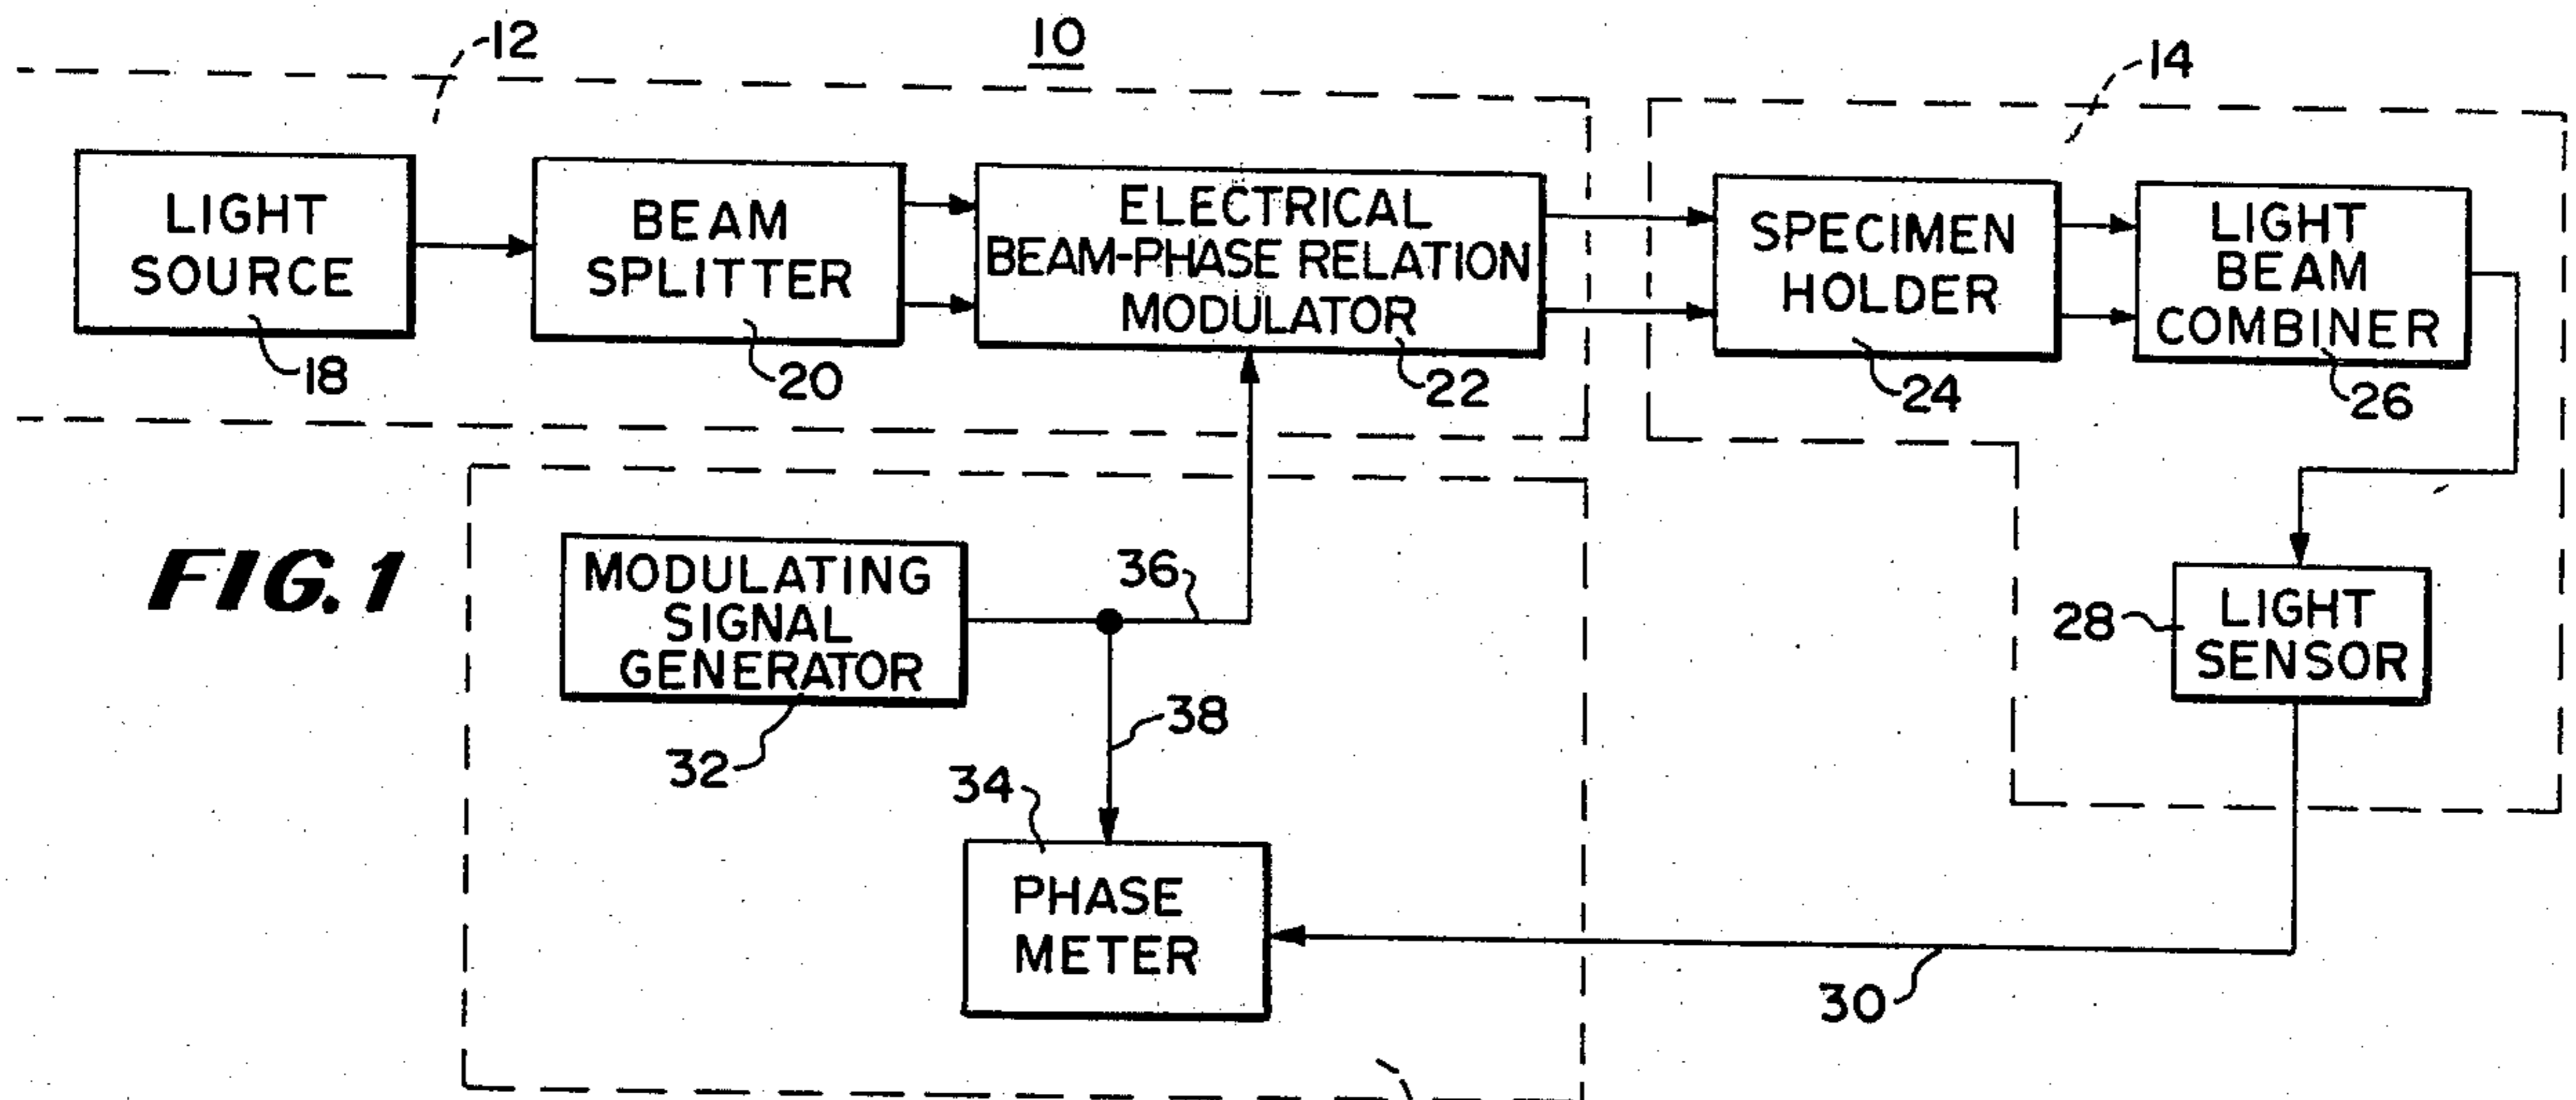 10
12
14
LIGHT
SOURCE
18
BEAM
SPLITTER
20
ELECTRICAL
BEAM-PHASE RELATION
MODULATOR
22
SPECIMEN
HOLDER
24
LIGHT
BEAM
COMBINER
26
FIG. 1
MODULATING
SIGNAL
GENERATOR
32
36
38
28
LIGHT
SENSOR
34
PHASE
METER
30